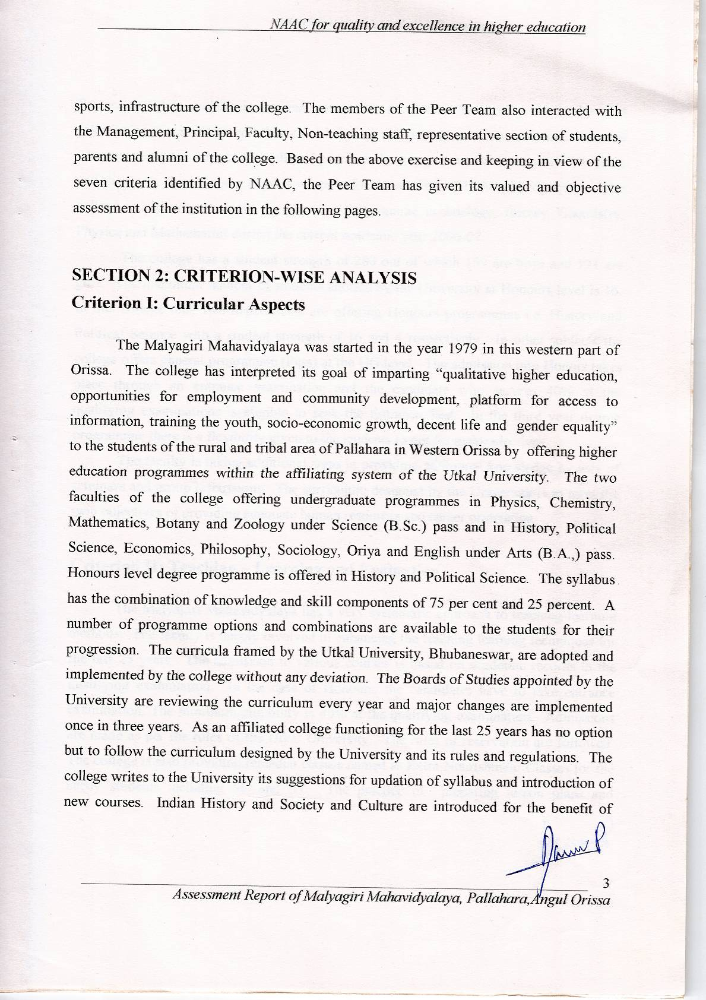 NAAC for quality and excellence in higher education
sports, infrastructure of the college. The members of the Peer Team also interacted with
the Management, Principal, Faculty, Non-teaching staff, representative section of students,
parents and alumni of the college. Based on the above exercise and keeping in view of the
seven criteria identified by NAAC, the Peer Team has given its valued and objective
assessment of the institution in the following pages.
SECTION 2: CRITERION-WISE ANALYSIS
Criterion I: Curricular Aspects
The Malyagiri Mahavidyalaya was started in the year 1979 in this western part of
Orissa. The college has interpreted its goal of imparting “qualitative higher education,
opportunities for employment and community development, platform for access to
information, training the youth, socio-economic growth, decent life and gender equality”
to the students of the rural and tribal area of Pallahara in Western Orissa by offering higher
education programmes within the affiliating system of the Utkal University. The two
faculties of the college offering undergraduate programmes in Physics, Chemistry,
Mathematics, Botany and Zoology under Science (B.Sc.) pass and in History, Political
Science, Economics, Philosophy, Sociology, Oriya and English under Arts (B.A.,) pass.
Honours level degree programme is offered in History and Political Science. The syllabus
has the combination of knowledge and skill components of 75 per cent and 25 percent. A
number of programme options and combinations are available to the students for their
progression. The curricula framed by the Utkal University, Bhubaneswar, are adopted and
implemented by the college without any deviation. The Boards of Studies appointed by the
University are reviewing the curriculum every year and major changes are implemented
once in three years. As an affiliated college functioning for the last 25 years has no option
but to follow the curriculum designed by the University and its rules and regulations. The
college writes to the University its suggestions for updation of syllabus and introduction of
new courses. Indian History and Society and Culture are introduced for the benefit of
3
Assessment Report of Malyagiri Mahavidyalaya, Pallahara,Angul Orissa